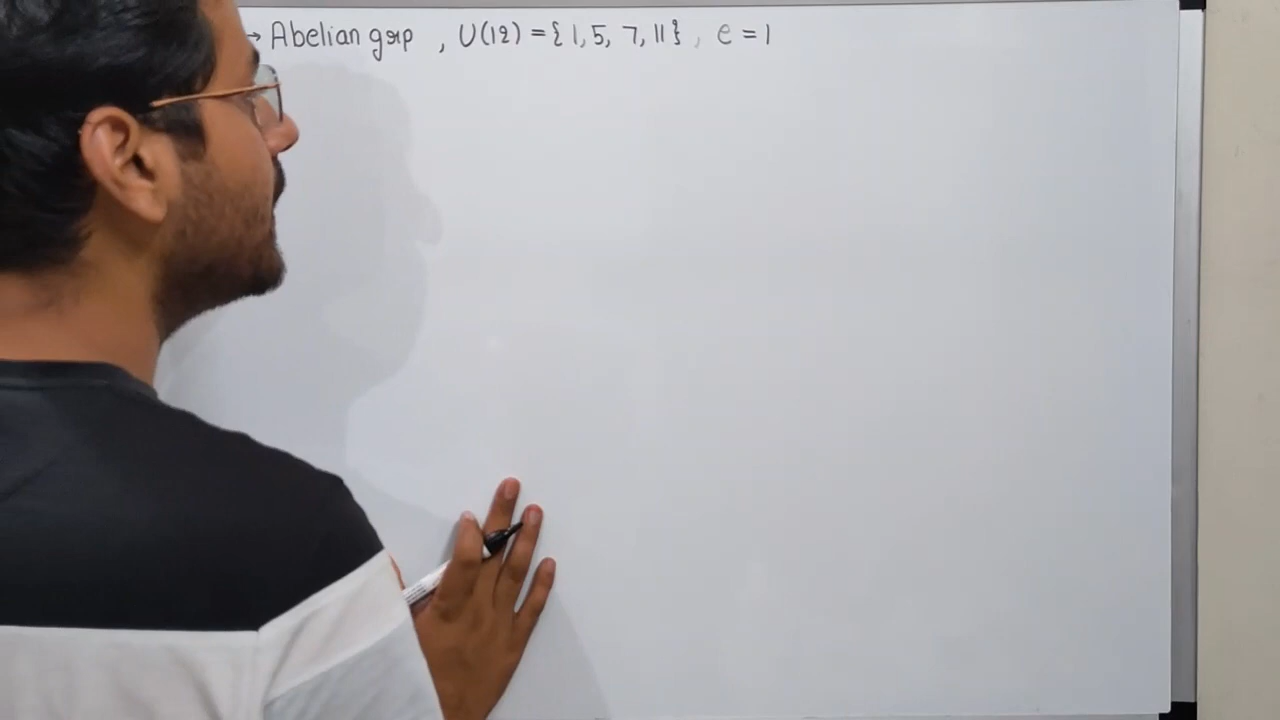 → Abelian grp , U(12) = { 1, 5, 7, 11 } , e = 1